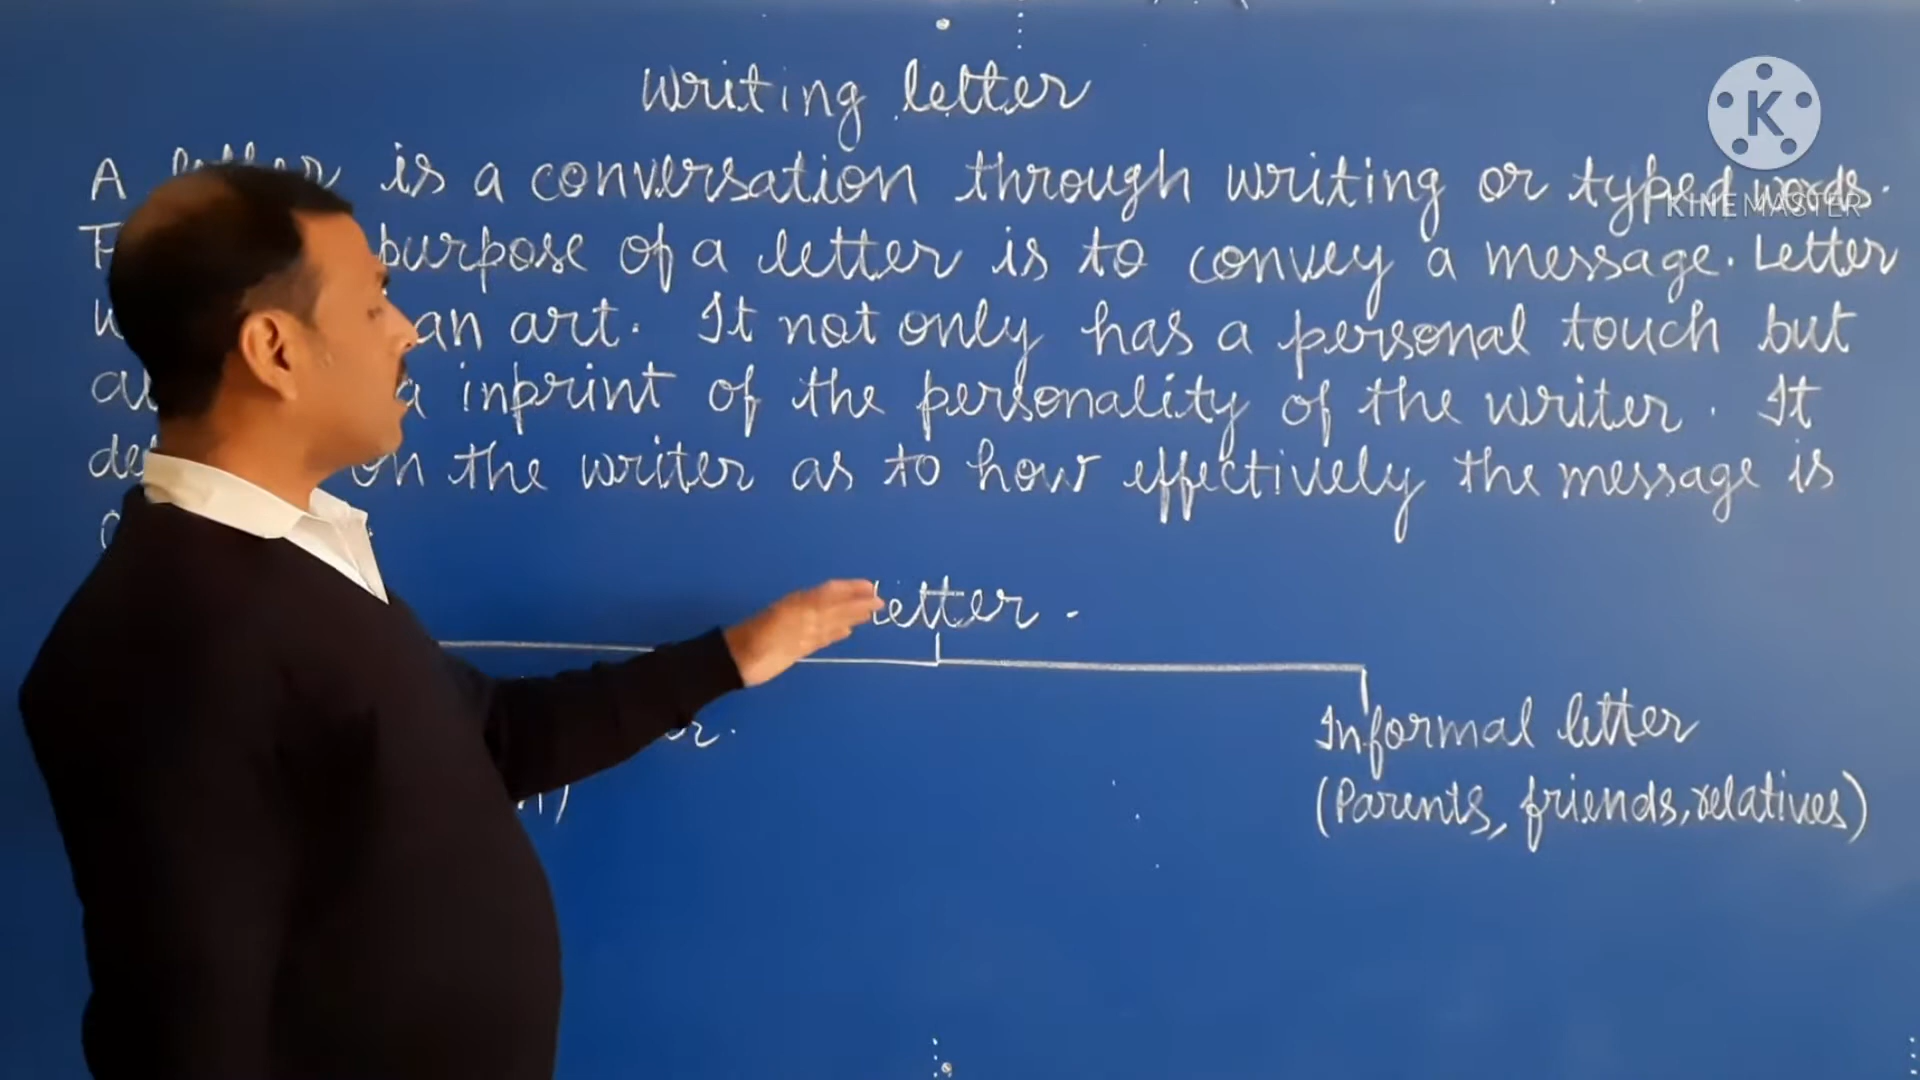 Writing letter
A letter is a conversation through writing or typed words.
purpose of a letter is to convey a message. Letter
an art. It not only has a personal touch but
a inprint of the personality of the writer. It
on the writer as to how effectively the message is
letter.
Informal letter
(Parents, friends, relatives)
K
KINEMASTER